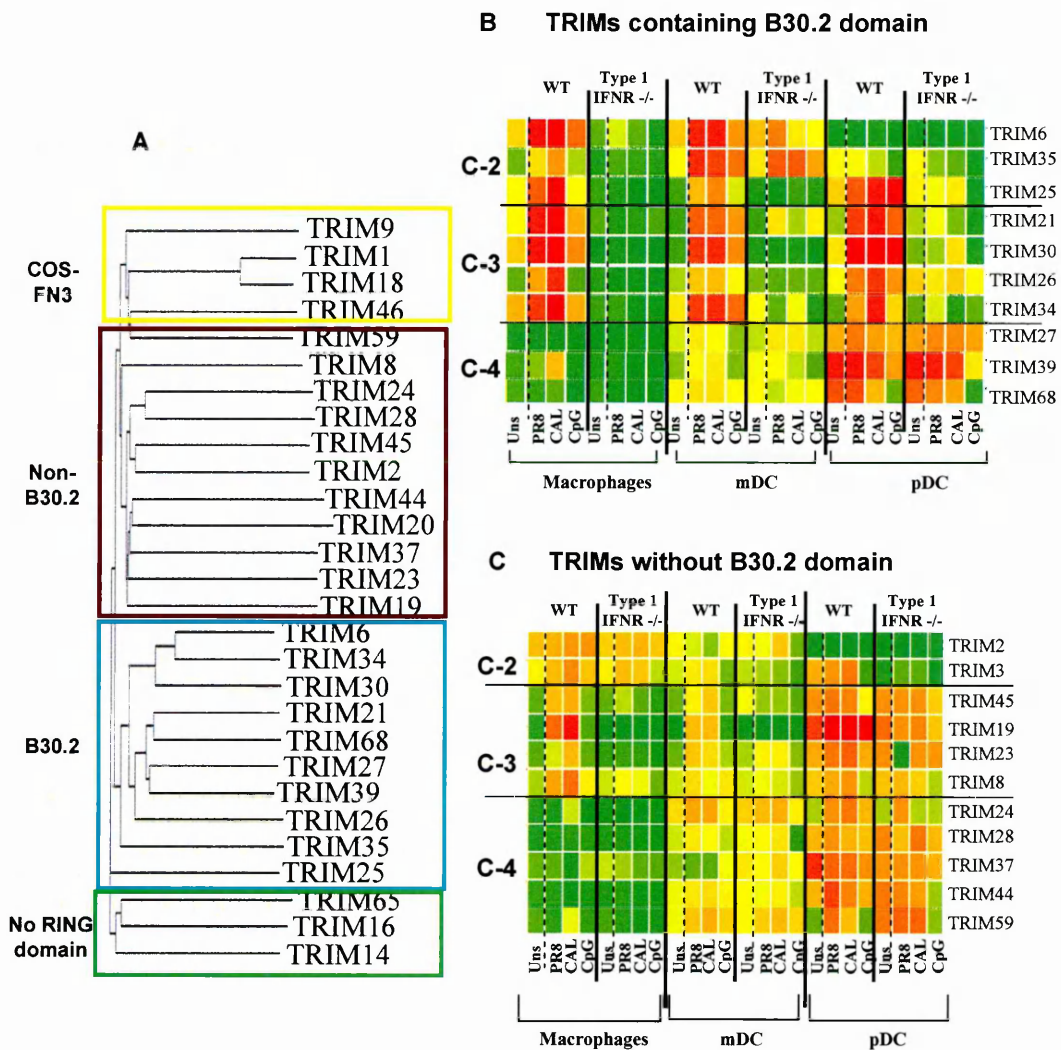 A
COS-
FN3
Non-
B30.2
B30.2
No RING
domain
TRIM9
TRIM1
TRIM18
TRIM46
TRIM59
TRIM8
TRIM24
TRIM28
TRIM45
TRIM2
TRIM44
TRIM20
TRIM37
TRIM23
TRIM19
TRIM6
TRIM34
TRIM30
TRIM21
TRIM68
TRIM27
TRIM39
TRIM26
TRIM35
TRIM25
TRIM65
TRIM16
TRIM14
B TRIMs containing B30.2 domain
WT Type 1 IFNR -/- WT Type 1 IFNR -/- WT Type 1 IFNR -/-
C-2
C-3
C-4
TRIM6
TRIM35
TRIM25
TRIM21
TRIM30
TRIM26
TRIM34
TRIM27
TRIM39
TRIM68
Uns PR8 CAL CpG Uns PR8 CAL CpG Uns PR8 CAL CpG Uns PR8 CAL CpG Uns PR8 CAL CpG Uns PR8 CAL CpG
Macrophages mDC pDC
C TRIMs without B30.2 domain
WT Type 1 IFNR -/- WT Type 1 IFNR -/- WT Type 1 IFNR -/-
C-2
C-3
C-4
TRIM2
TRIM3
TRIM45
TRIM19
TRIM23
TRIM8
TRIM24
TRIM28
TRIM37
TRIM44
TRIM59
Uns. PR8 CAL CpG Uns. PR8 CAL CpG Uns. PR8 CAL CpG Uns. PR8 CAL CpG Uns. PR8 CAL CpG Uns. PR8 CAL CpG
Macrophages mDC pDC